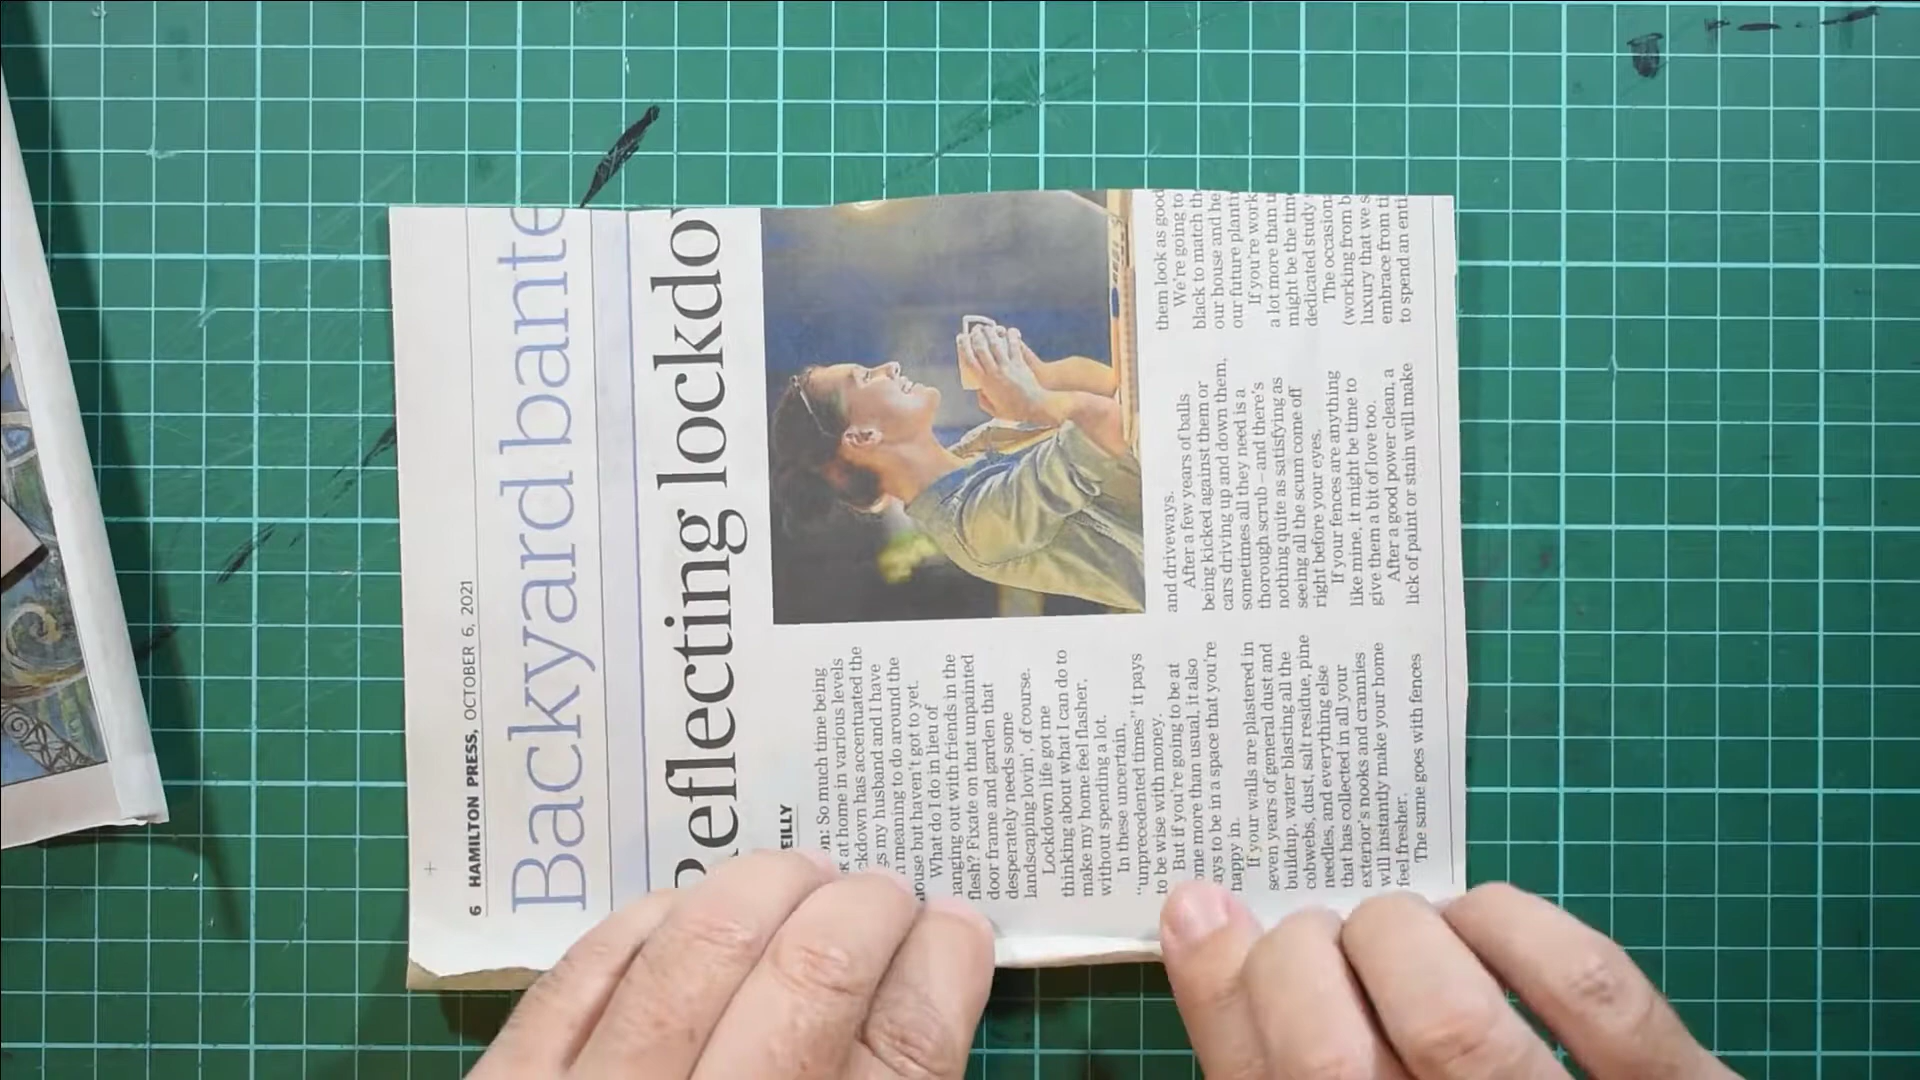 6 HAMILTON PRESS, OCTOBER 6, 2021
Backyard bante
Reflecting lockdo
EILLY
So much time being
at home in various levels
ckdown has accentuated the
gs my husband and I have
meaning to do around the
house but haven't got to yet.
What do I do in lieu of
hanging out with friends in the
flesh? Fixate on that unpainted
door frame and garden that
desperately needs some
landscaping lovin', of course.
Lockdown life got me
thinking about what I can do to
make my home feel flasher,
without spending a lot.
In these uncertain,
"unprecedented times" it pays
to be wise with money.
But if you're going to be at
ome more than usual, it also
ays to be in a space that you're
happy in.
If your walls are plastered in
seven years of general dust and
buildup, water blasting all the
cobwebs, dust, salt residue, pine
needles, and everything else
that has collected in all your
exterior's nooks and crannies
will instantly make your home
feel fresher.
The same goes with fences
and driveways.
After a few years of balls
being kicked against them or
cars driving up and down them,
sometimes all they need is a
thorough scrub – and there's
nothing quite as satisfying as
seeing all the scum come off
right before your eyes.
If your fences are anything
like mine, it might be time to
give them a bit of love too.
After a good power clean, a
lick of paint or stain will make
them look as good
We're going to
black to match th
our house and he
our future planti
If you're work
a lot more than u
might be the tim
dedicated study
The occasion
(working from b
luxury that we s
embrace from th
to spend an enti